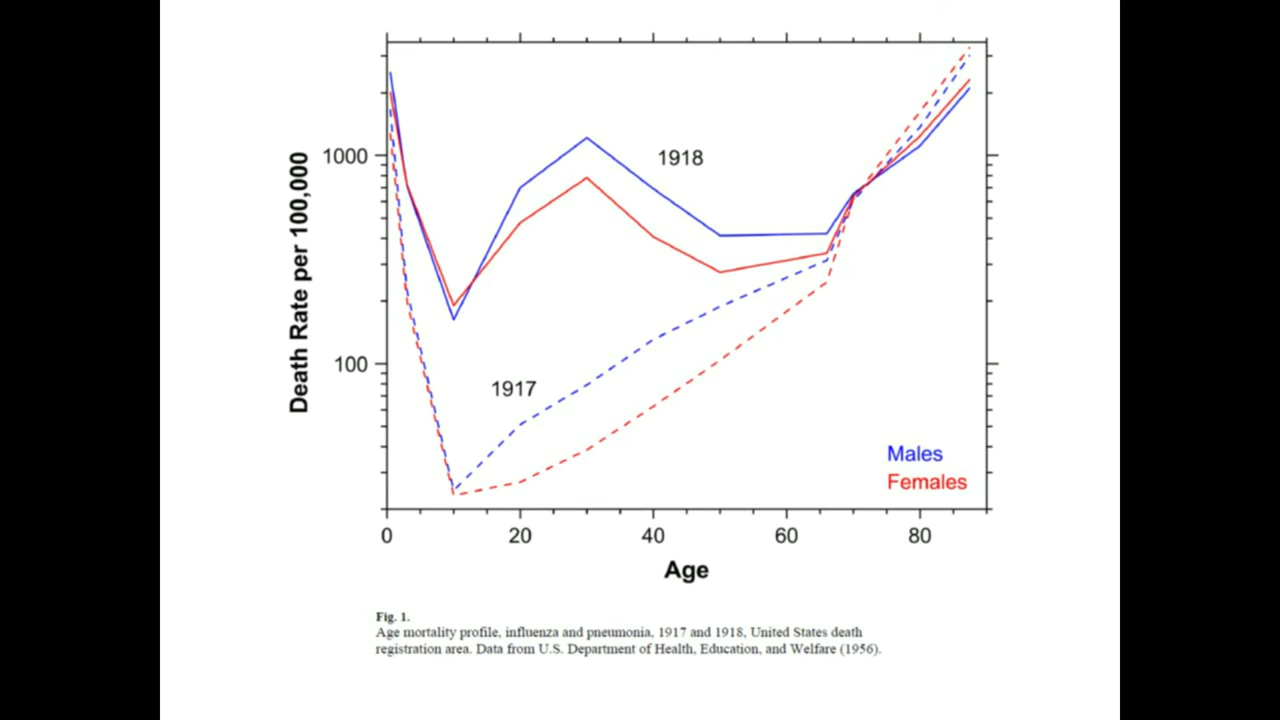 Death Rate per 100,000
1000
100
1918
1917
Males
Females
0 20 40 60 80
Age
Fig. 1.
Age mortality profile, influenza and pneumonia, 1917 and 1918, United States death
registration area. Data from U.S. Department of Health, Education, and Welfare (1956).